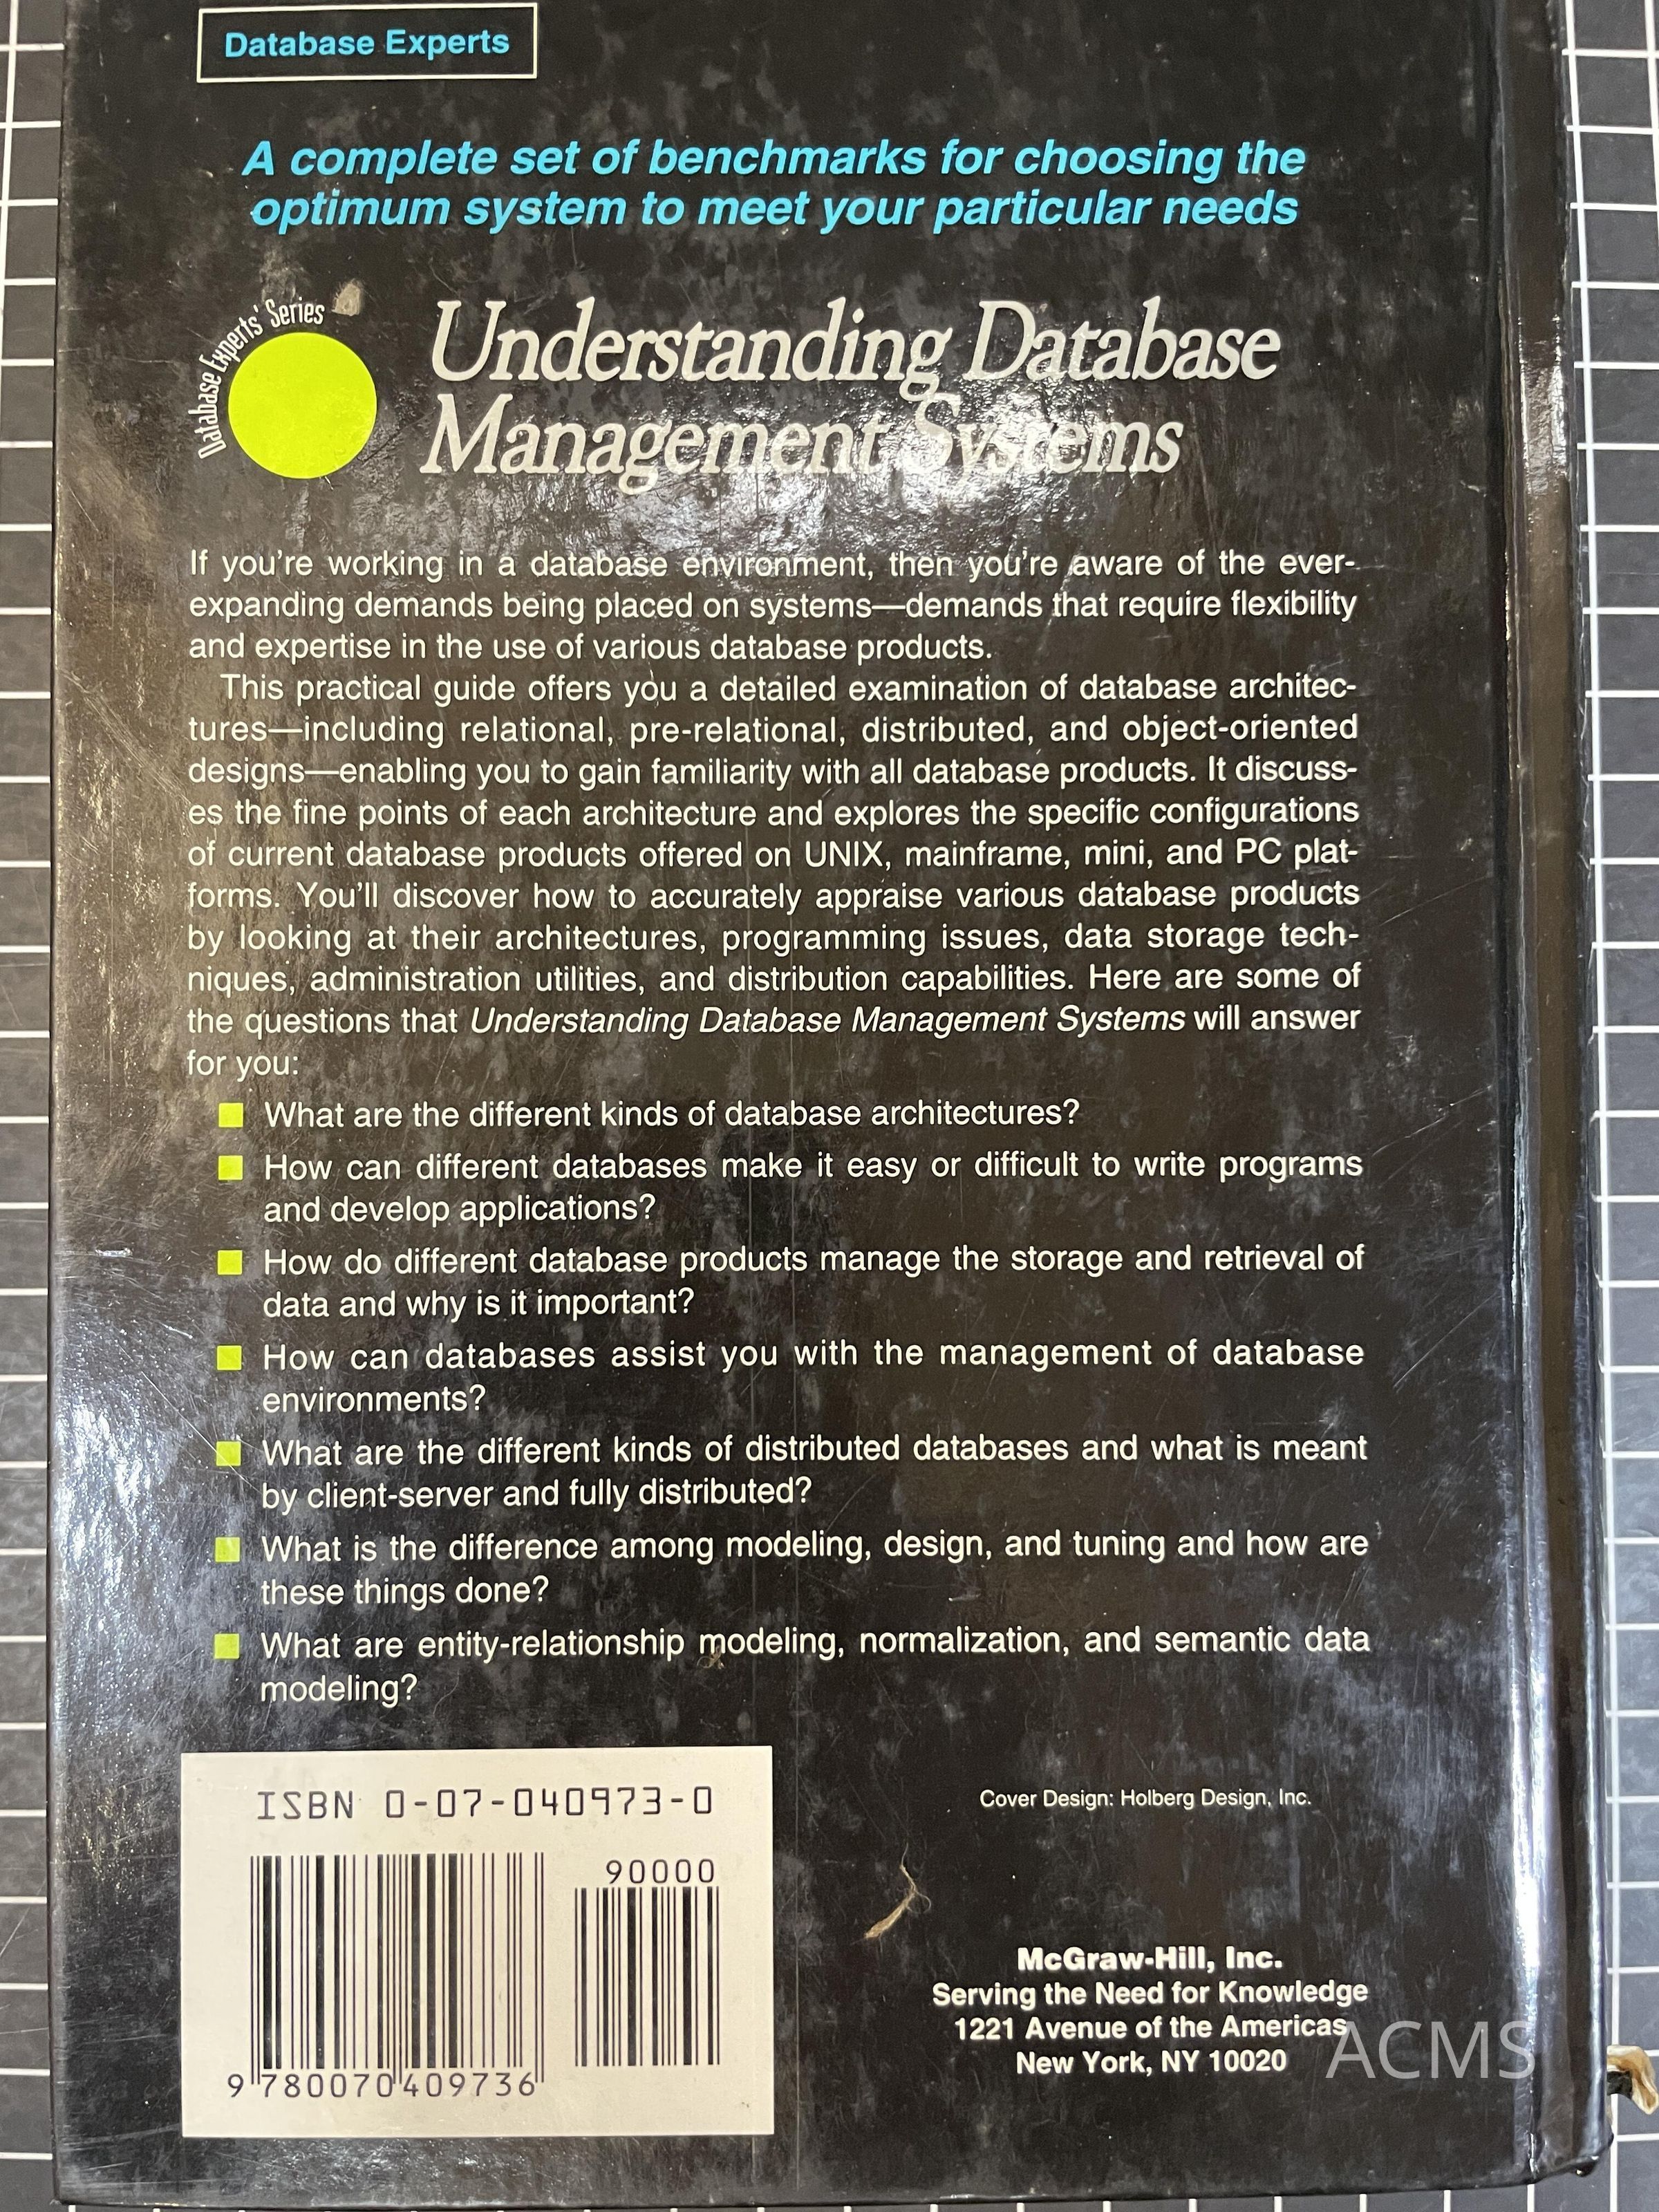 Database Experts
A complete set of benchmarks for choosing the
optimum system to meet your particular needs
Database Experts' Series
Understanding Database
Management Systems
If you're working in a database environment, then you're aware of the ever-
expanding demands being placed on systems—demands that require flexibility
and expertise in the use of various database products.
This practical guide offers you a detailed examination of database architec-
tures—including relational, pre-relational, distributed, and object-oriented
designs—enabling you to gain familiarity with all database products. It discuss-
es the fine points of each architecture and explores the specific configurations
of current database products offered on UNIX, mainframe, mini, and PC plat-
forms. You'll discover how to accurately appraise various database products
by looking at their architectures, programming issues, data storage tech-
niques, administration utilities, and distribution capabilities. Here are some of
the questions that Understanding Database Management Systems will answer
for you:
What are the different kinds of database architectures?
How can different databases make it easy or difficult to write programs
and develop applications?
How do different database products manage the storage and retrieval of
data and why is it important?
How can databases assist you with the management of database
environments?
What are the different kinds of distributed databases and what is meant
by client-server and fully distributed?
What is the difference among modeling, design, and tuning and how are
these things done?
What are entity-relationship modeling, normalization, and semantic data
modeling?
ISBN 0-07-040973-0
90000
9 780070 409736
Cover Design: Holberg Design, Inc.
McGraw-Hill, Inc.
Serving the Need for Knowledge
1221 Avenue of the Americas
New York, NY 10020
ACMS